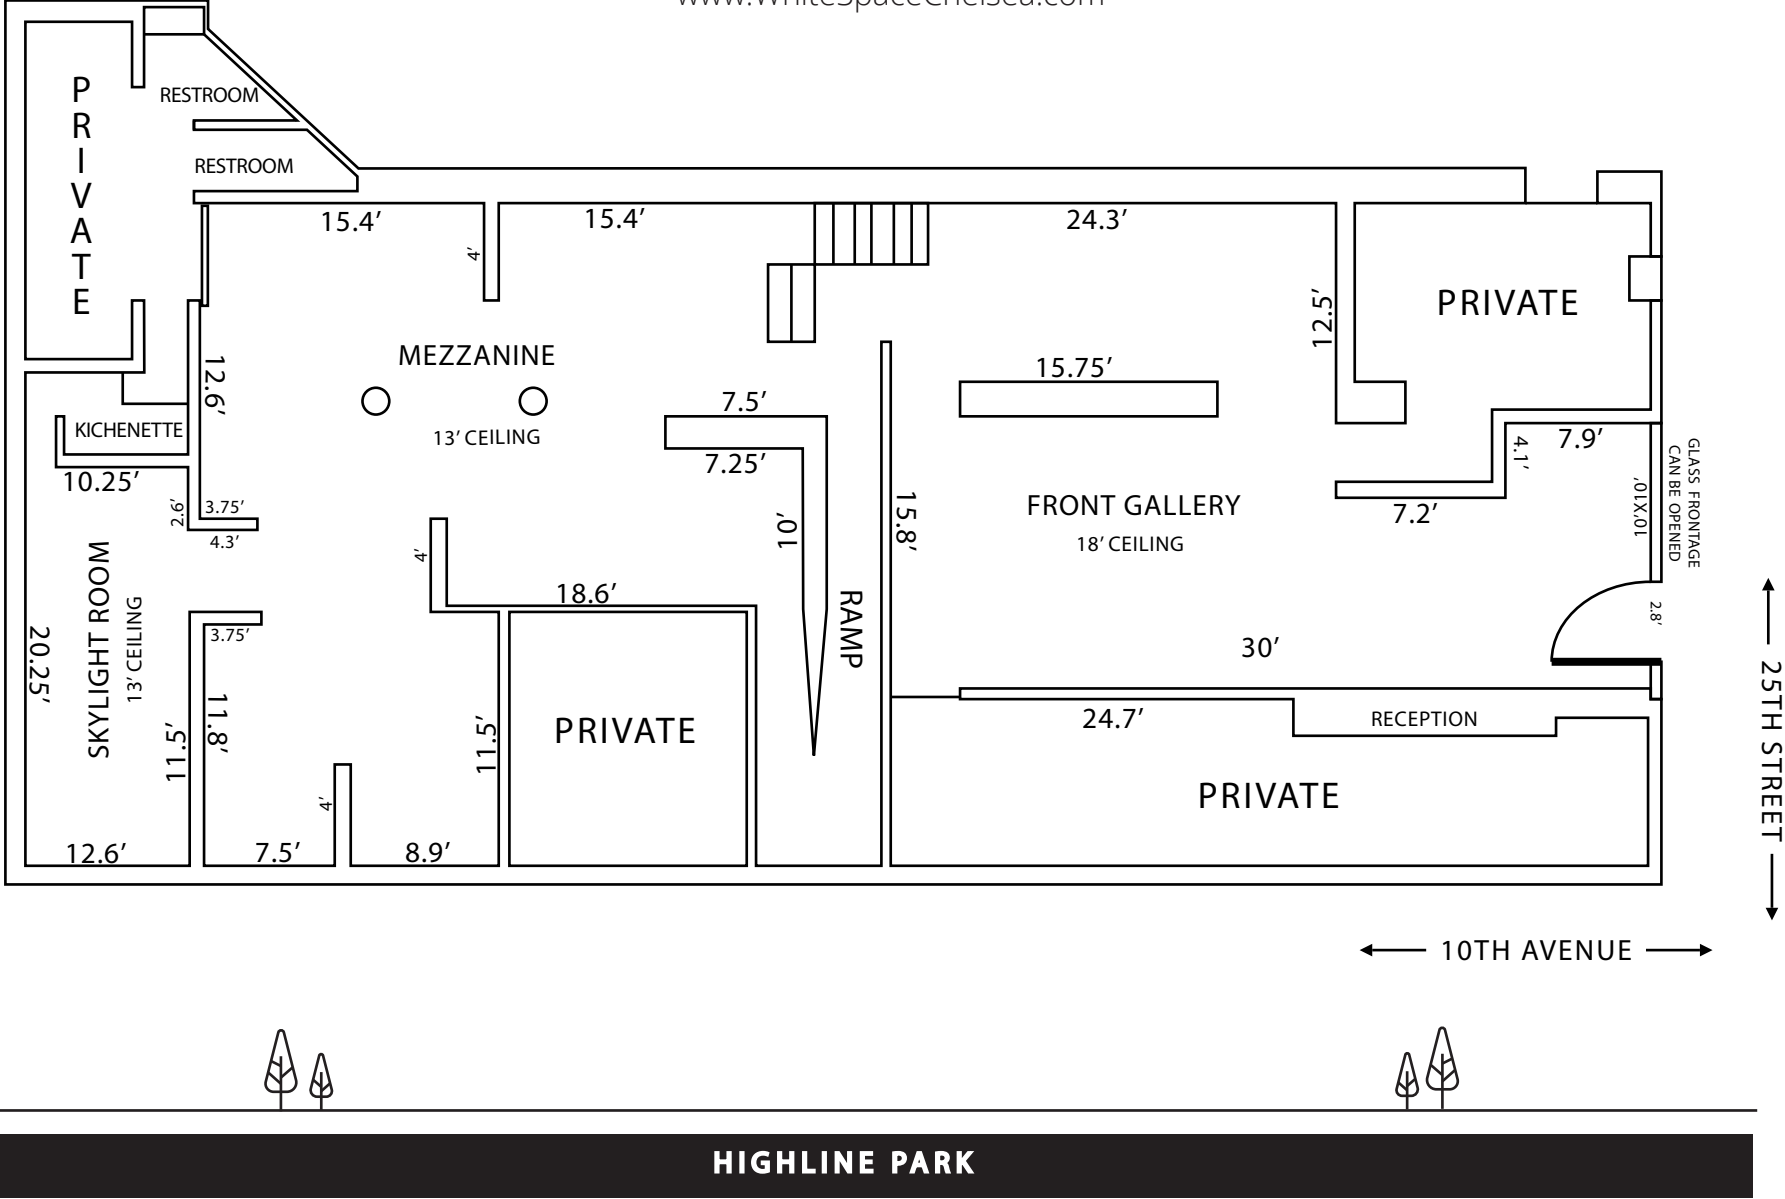 www.WhiteSpaceChelsea.com
PRIVATE
RESTROOM
RESTROOM
15.4′
4′
15.4′
24.3′
12.5′
PRIVATE
12.6′
MEZZANINE
13′ CEILING
7.5′
7.25′
10′
15.75′
KICHENETTE
10.25′
2.6′
3.75′
4.3′
4′
18.6′
15.8′
FRONT GALLERY
18′ CEILING
4.1′
7.9′
7.2′
10′X10′
GLASS FRONTAGE
CAN BE OPENED
2.8′
20.25′
SKYLIGHT ROOM
13′ CEILING
3.75′
11.5′
11.8′
12.6′
7.5′
4′
8.9′
11.5′
PRIVATE
RAMP
30′
24.7′
RECEPTION
PRIVATE
25TH STREET
10TH AVENUE
HIGHLINE PARK